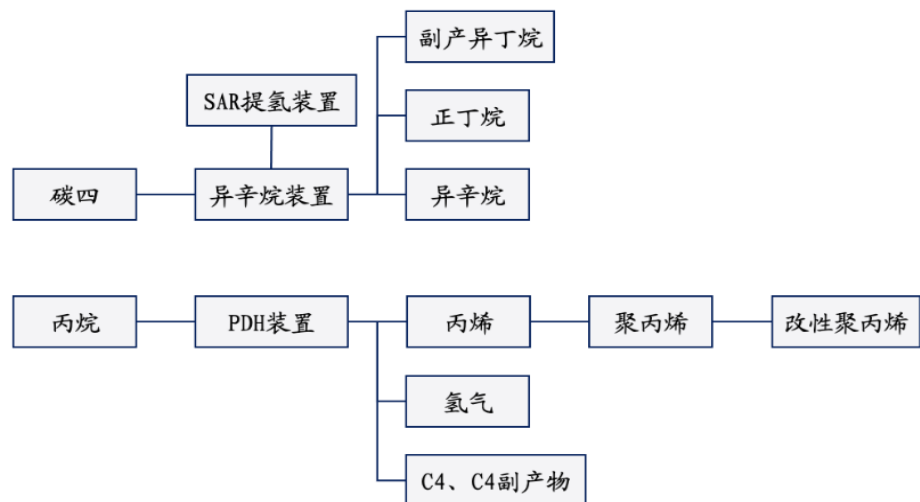 副产异丁烷
SAR提氢装置
正丁烷
碳四
异辛烷装置
异辛烷
丙烷
PDH装置
丙烯
聚丙烯
改性聚丙烯
氢气
C4、C4副产物